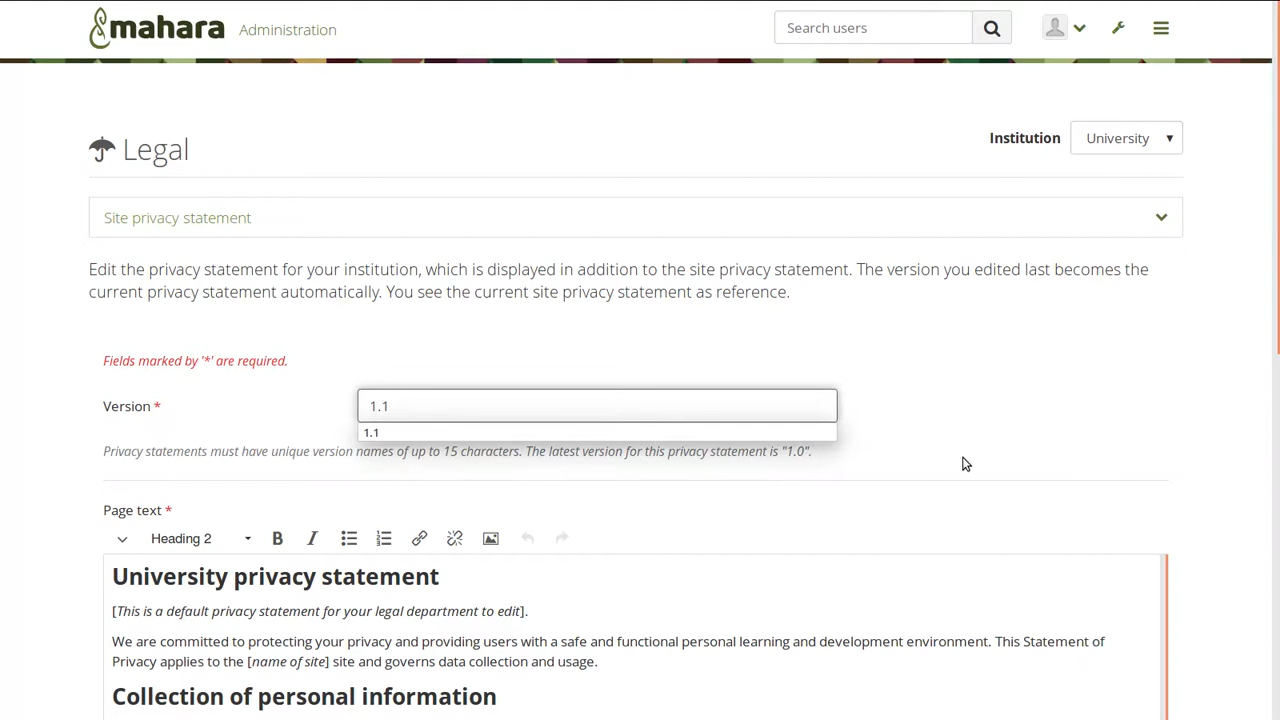 mahara Administration Search users
Institution University
Legal
Site privacy statement
Edit the privacy statement for your institution, which is displayed in addition to the site privacy statement. The version you edited last becomes the
current privacy statement automatically. You see the current site privacy statement as reference.
Fields marked by '*' are required.
Version * 1.1
1.1
Privacy statements must have unique version names of up to 15 characters. The latest version for this privacy statement is "1.0".
Page text *
Heading 2 B I
University privacy statement
[This is a default privacy statement for your legal department to edit].
We are committed to protecting your privacy and providing users with a safe and functional personal learning and development environment. This Statement of
Privacy applies to the [name of site] site and governs data collection and usage.
Collection of personal information